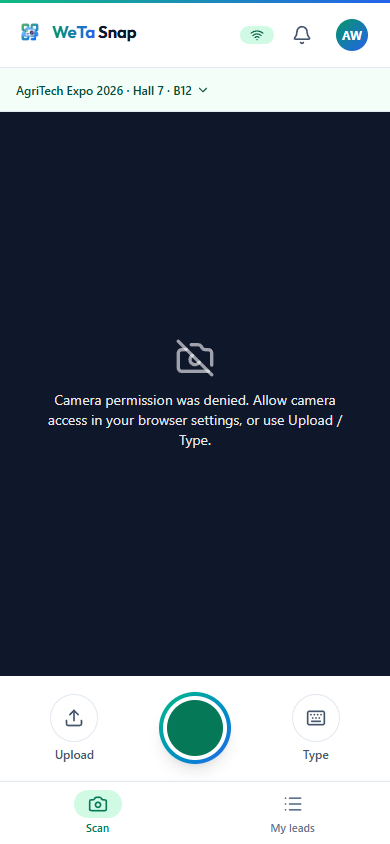 WeTa Snap
AW
AgriTech Expo 2026 · Hall 7 · B12
Camera permission was denied. Allow camera
access in your browser settings, or use Upload /
Type.
Upload
Type
Scan
My leads